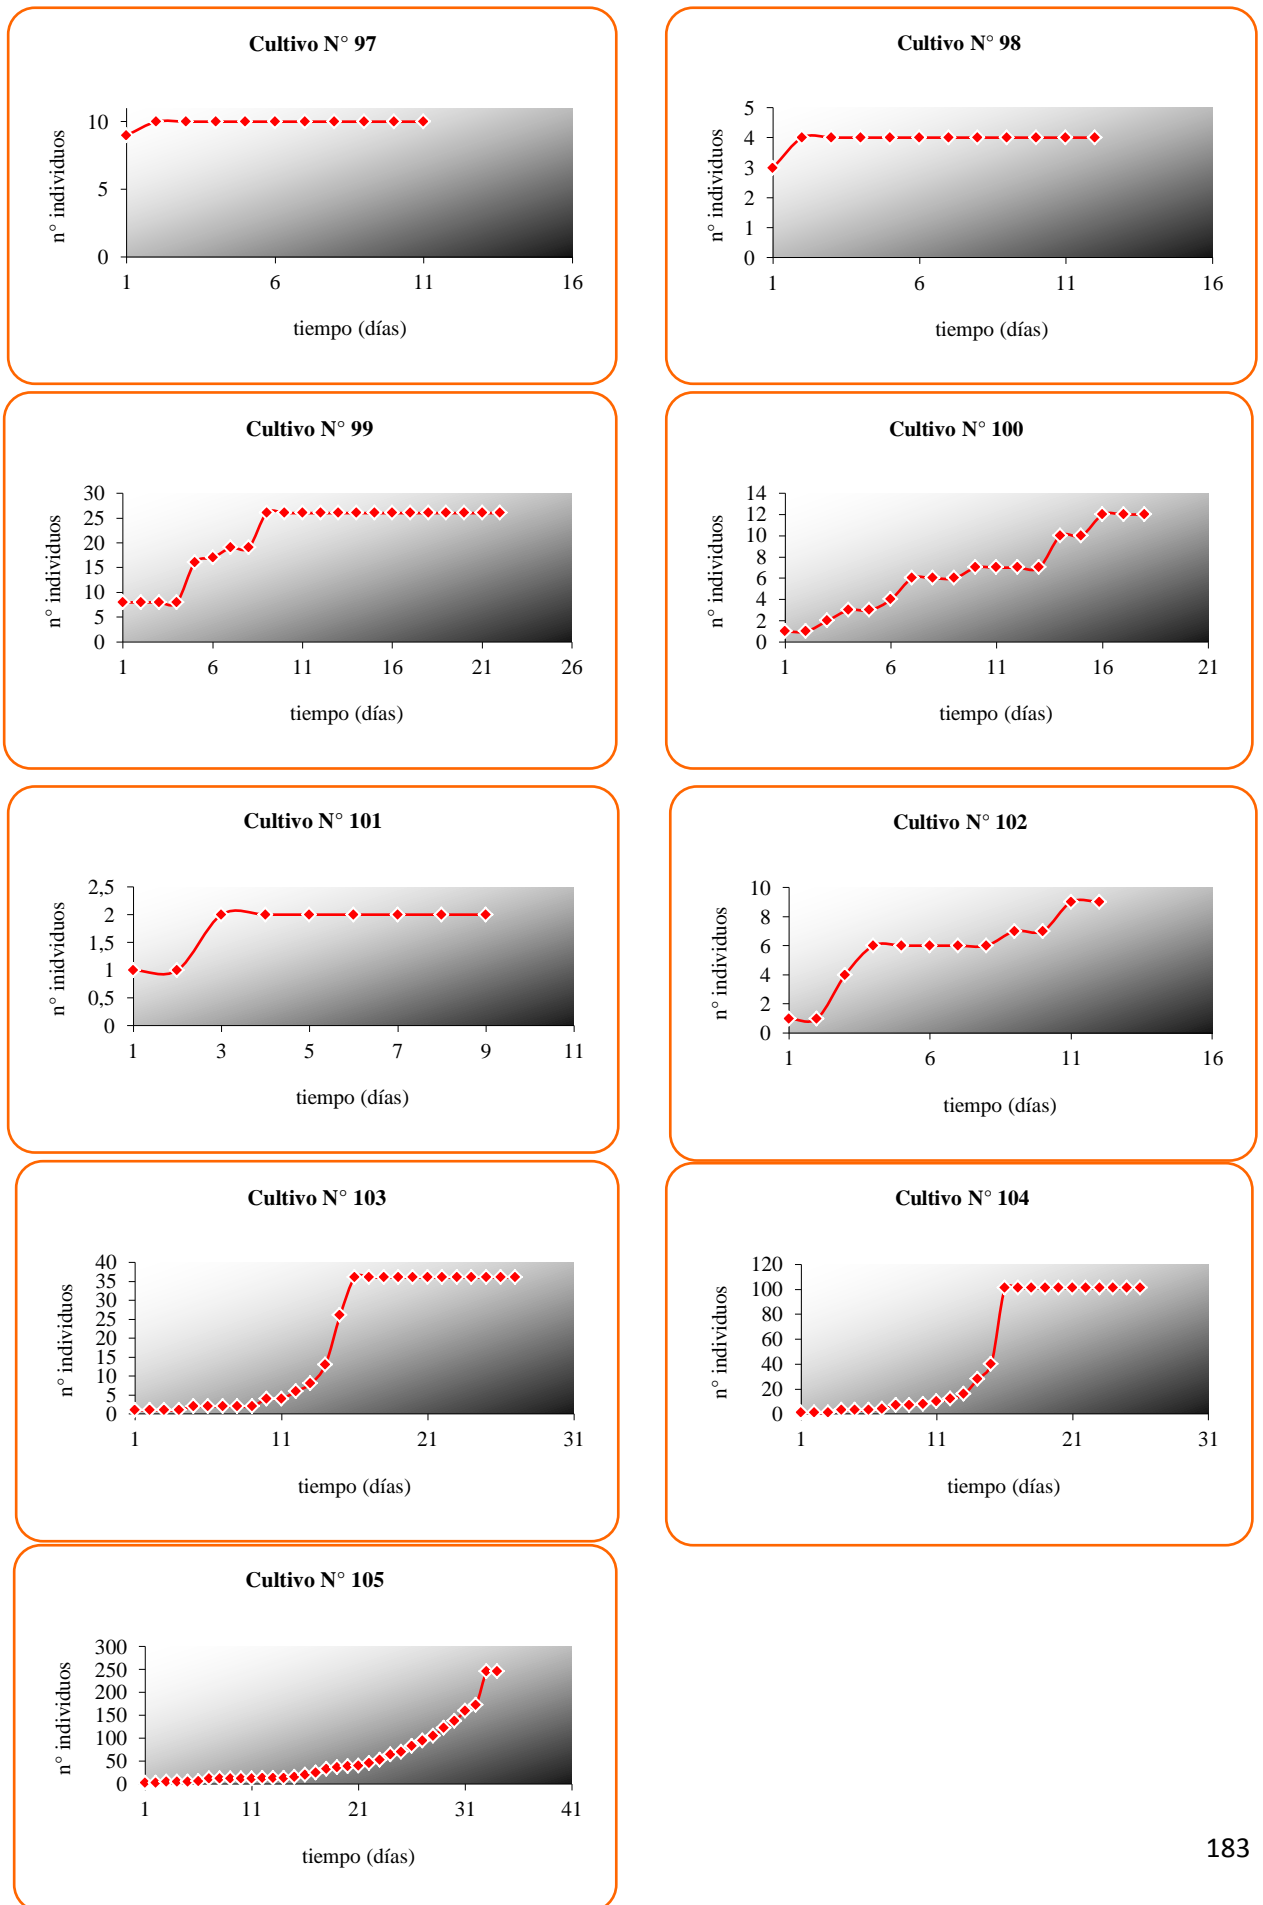 Cultivo N° 97
n° individuos
10
5
0
1 6 11 16
tiempo (días)
Cultivo N° 98
n° individuos
5
4
3
2
1
0
1 6 11 16
tiempo (días)
Cultivo N° 99
n° individuos
30
25
20
15
10
5
0
1 6 11 16 21 26
tiempo (días)
Cultivo N° 100
n° individuos
14
12
10
8
6
4
2
0
1 6 11 16 21
tiempo (días)
Cultivo N° 101
n° inidviduos
2,5
2
1,5
1
0,5
0
1 3 5 7 9 11
tiempo (días)
Cultivo N° 102
n° individuos
10
8
6
4
2
0
1 6 11 16
tiempo (días)
Cultivo N° 103
n° individuos
40
35
30
25
20
15
10
5
0
1 11 21 31
tiempo (días)
Cultivo N° 104
n° individuos
120
100
80
60
40
20
0
1 11 21 31
tiempo (días)
Cultivo N° 105
n° individuos
300
250
200
150
100
50
0
1 11 21 31 41
tiempo (días)
183